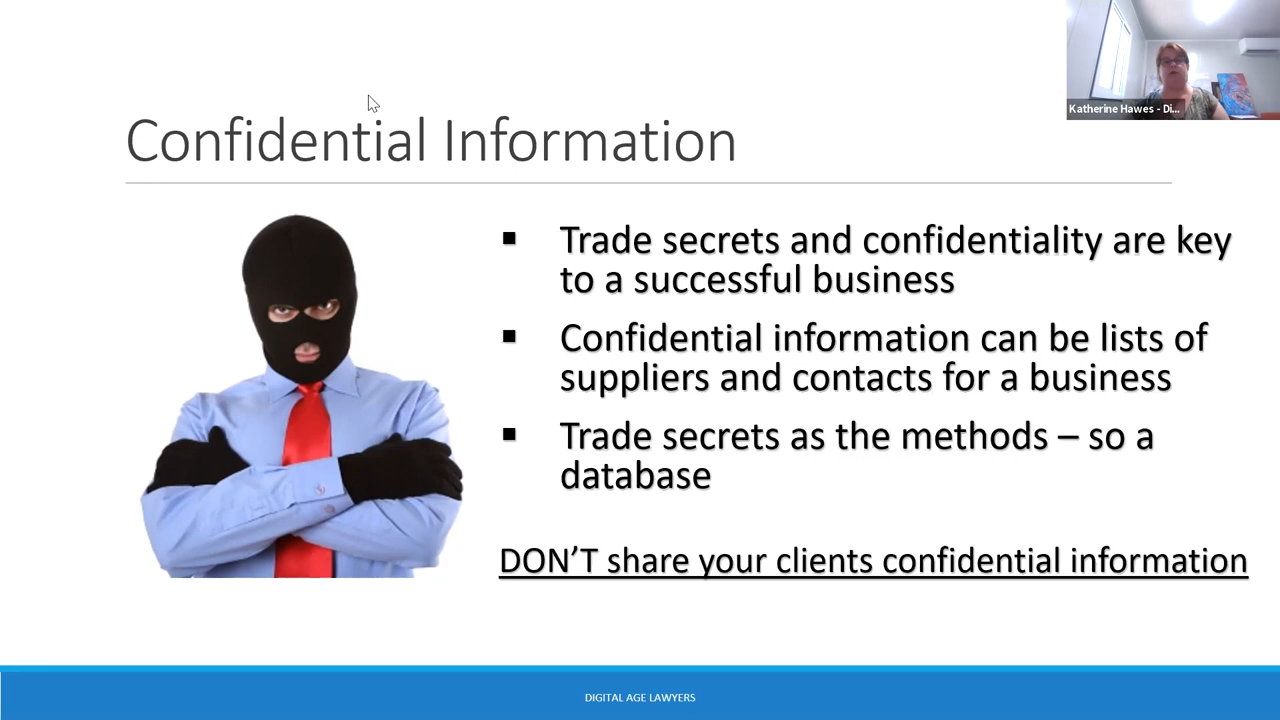 Katherine Hawes - Di...
Confidential Information
▪ Trade secrets and confidentiality are key
to a successful business
▪ Confidential information can be lists of
suppliers and contacts for a business
▪ Trade secrets as the methods – so a
database
DON’T share your clients confidential information
DIGITAL AGE LAWYERS